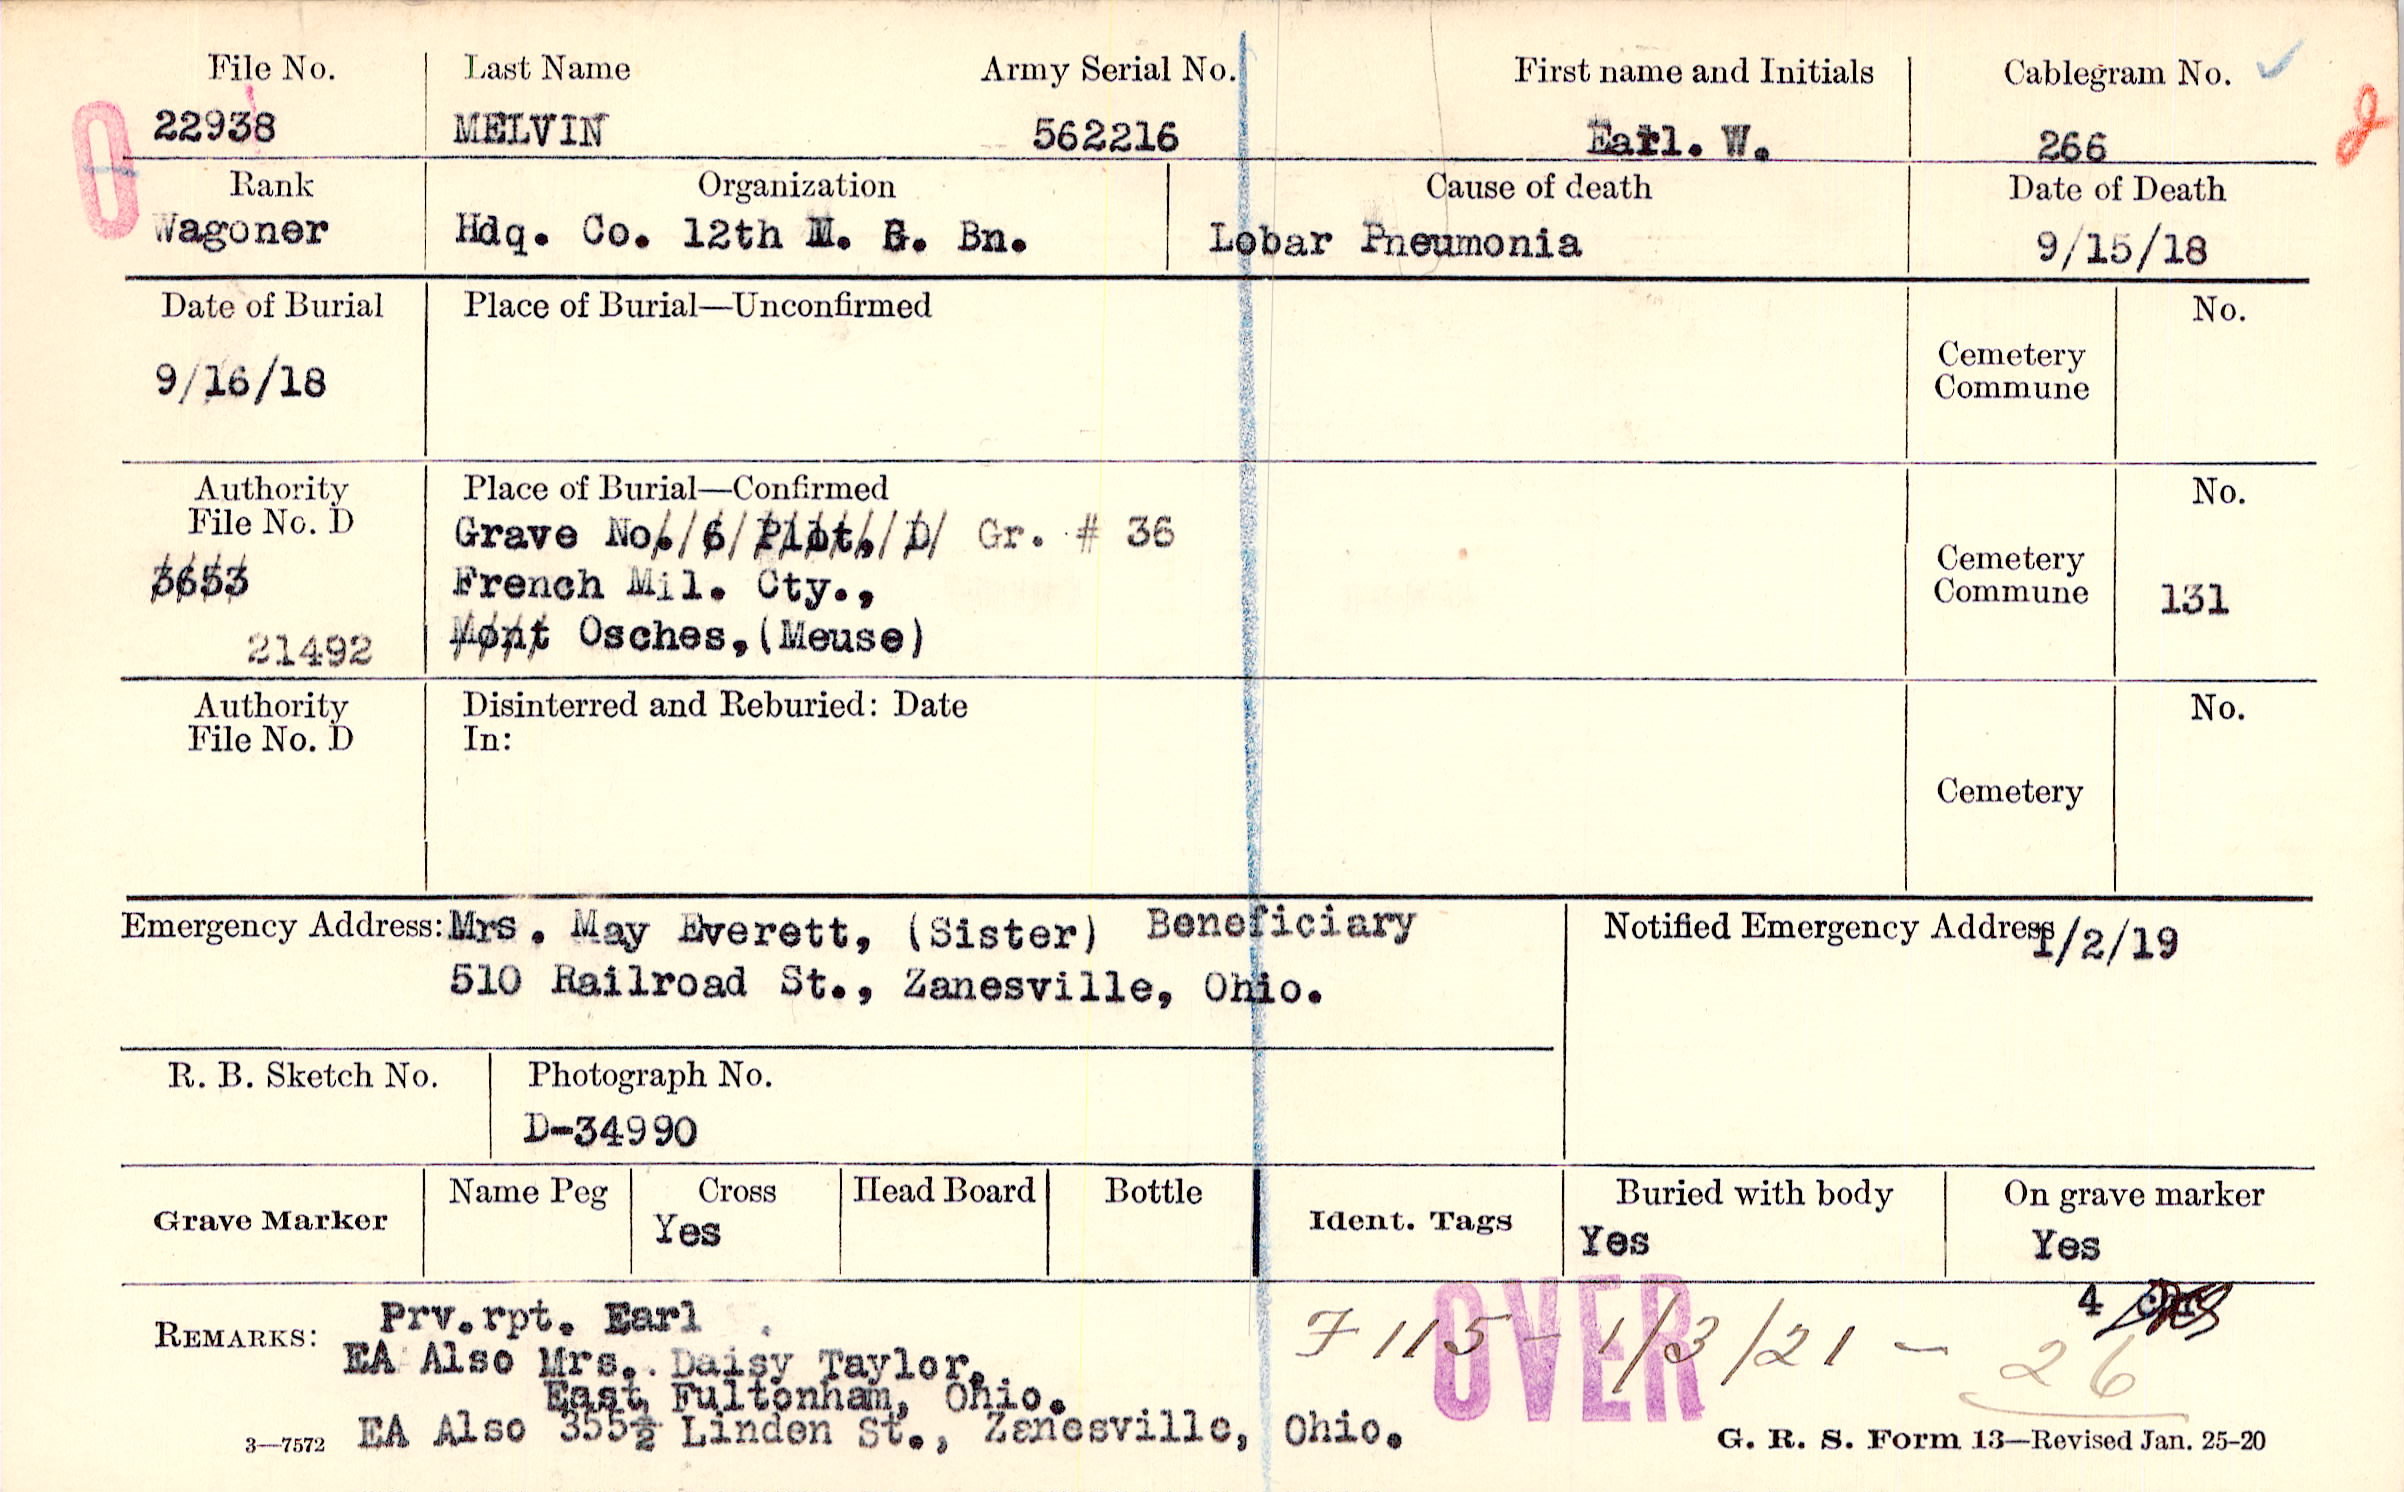 File No. Last Name Army Serial No. First name and Initials Cablegram No.
0 22938 MELVIN 562216 Earl. W. 266
Rank Organization Cause of death Date of Death
Wagoner Hdq. Co. 12th M. G. Bn. Lobar Pneumonia 9/15/18
Date of Burial Place of Burial—Unconfirmed No.
Cemetery
9/16/18 Commune
Authority Place of Burial—Confirmed No.
File No. D Grave No. 6 Plot. D Gr. # 36
3653 French Mil. Cty., Cemetery
Commune 131
21492 Mont Osches,(Meuse)
Authority Disinterred and Reburied: Date No.
File No. D In:
Cemetery
Emergency Address: Mrs. May Everett, (Sister) Beneficiary Notified Emergency Address 1/2/19
510 Railroad St., Zanesville, Ohio.
R. B. Sketch No. Photograph No.
D-34990
Grave Marker Name Peg Cross Head Board Bottle Ident. Tags Buried with body On grave marker
Yes Yes Yes
4
REMARKS: Prv.rpt. Earl
OVER
F 115 - 1/3/21 - 26
EA Also Mrs. Daisy Taylor,
East Fultonham, Ohio.
EA Also 355½ Linden St., Zanesville, Ohio.
3—7572 G. R. S. Form 13—Revised Jan. 25-20